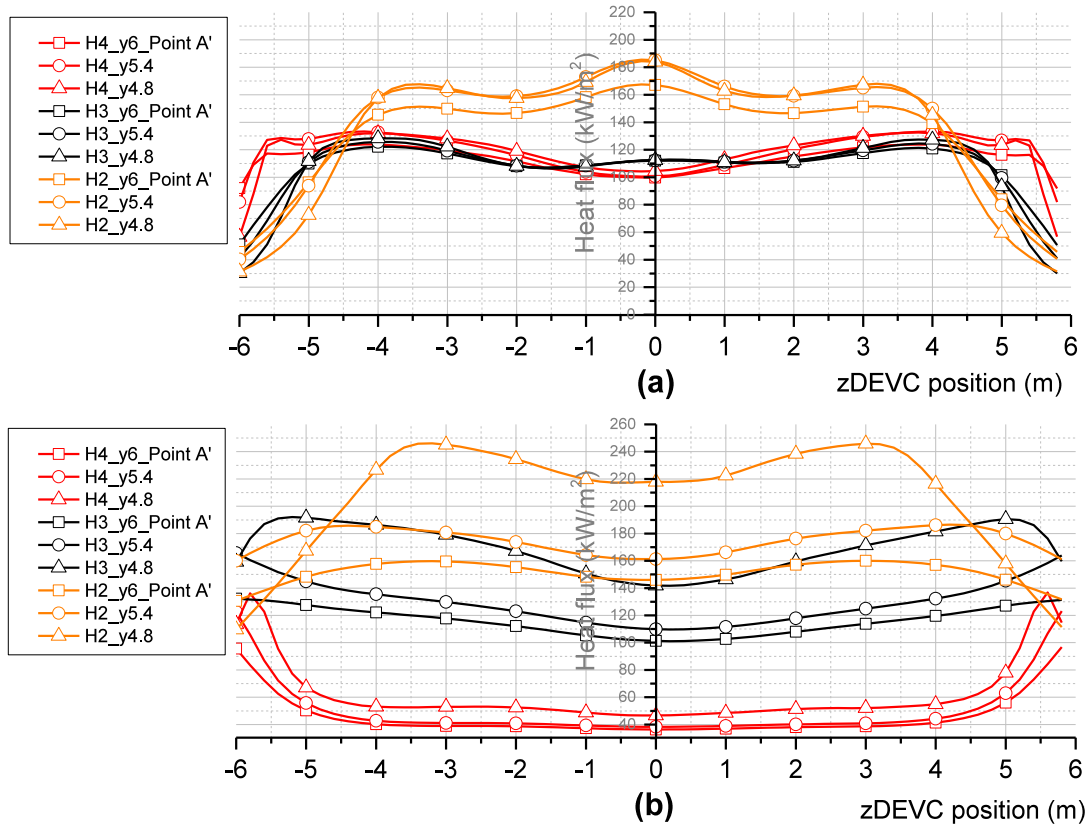 H4_y6_Point A'
H4_y5.4
H4_y4.8
H3_y6_Point A'
H3_y5.4
H3_y4.8
H2_y6_Point A'
H2_y5.4
H2_y4.8
220
200
180
160
140
120
100
80
60
40
20
0
Heat flux (kW/m²)
-6 -5 -4 -3 -2 -1 0 1 2 3 4 5 6
(a)
zDEVC position (m)
H4_y6_Point A'
H4_y5.4
H4_y4.8
H3_y6_Point A'
H3_y5.4
H3_y4.8
H2_y6_Point A'
H2_y5.4
H2_y4.8
260
240
220
200
180
160
140
120
100
80
60
40
Heat flux (kW/m²)
-6 -5 -4 -3 -2 -1 0 1 2 3 4 5 6
(b)
zDEVC position (m)